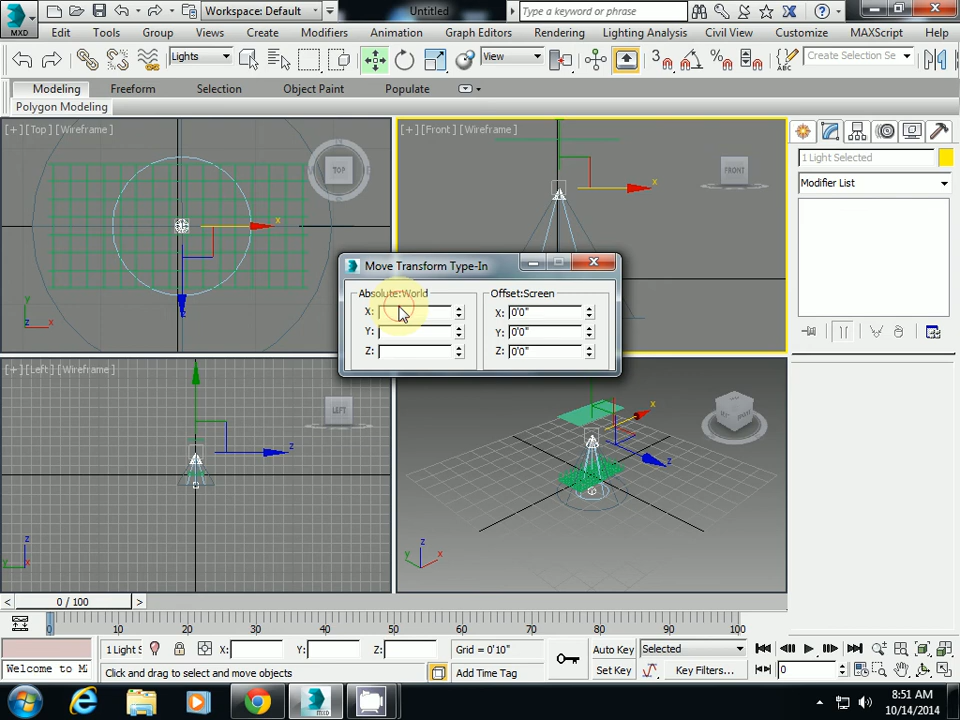 Workspace: Default
Untitled
Type a keyword or phrase
MXD
Edit Tools Group Views Create Modifiers Animation Graph Editors Rendering Lighting Analysis Civil View Customize MAXScript Help
Lights
View
3
Create Selection Se
Modeling Freeform Selection Object Paint Populate
Polygon Modeling
[+] [Top] [Wireframe]
TOP
x
y
x
[+] [Front] [Wireframe]
FRONT
x
1 Light Selected
Modifier List
Move Transform Type-In
Absolute:World
Offset:Screen
X:
X: 0'0"
Y:
Y: 0'0"
Z:
Z: 0'0"
[+] [Left] [Wireframe]
LEFT
z
z
y
x
z
z
y
x
0 / 100
0 10 20 30 40 50 60 70 80 90 100
1 Light S
X:
Y:
Z:
Grid = 0'10"
Auto Key
Selected
Welcome to M
Click and drag to select and move objects
Add Time Tag
Set Key
Key Filters...
0
MXD
8:51 AM
10/14/2014